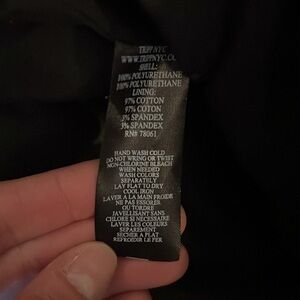 TRIPP NYC
WWW.TRIPPNYC.CO
SHELL:
100% POLYURETHANE
100% POLYURETHANE
LINING:
97% COTTON
97% COTON
3% SPANDEX
3% SPANDEX
RN# 78061
HAND WASH COLD
DO NOT WRING OR TWIST
NON-CHLORINE BLEACH
WHEN NEEDED
WASH COLORS
SEPARATELY
LAY FLAT TO DRY
COOL IRON
LAVER A LA MAIN FROIDE
NE PAS ESSORER
OU TORDRE
JAVELLISANT SANS
CHLORE SI NECESSAIRE
LAVER LES COULEURS
SEPAREMENT
SECHER A PLAT
REFROIDIR LE FER